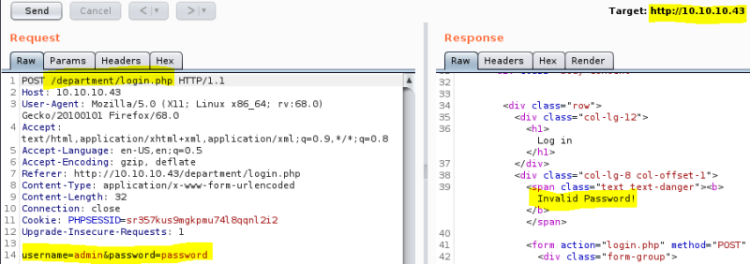 Send Cancel < | ▾ > | ▾ Target: http://10.10.10.43
Request
Raw Params Headers Hex
1 POST /department/login.php HTTP/1.1
2 Host: 10.10.10.43
3 User-Agent: Mozilla/5.0 (X11; Linux x86_64; rv:68.0)
Gecko/20100101 Firefox/68.0
4 Accept:
text/html,application/xhtml+xml,application/xml;q=0.9,*/*;q=0.8
5 Accept-Language: en-US,en;q=0.5
6 Accept-Encoding: gzip, deflate
7 Referer: http://10.10.10.43/department/login.php
8 Content-Type: application/x-www-form-urlencoded
9 Content-Length: 32
10 Connection: close
11 Cookie: PHPSESSID=sr357kus9mgkpmu74l8qqnl2i2
12 Upgrade-Insecure-Requests: 1
13
14 username=admin&password=password
Response
Raw Headers Hex Render
32
33
34 <div class="row">
35 <div class="col-lg-12">
36 <h1>
Log in
</h1>
37 </div>
38 <div class="col-lg-8 col-offset-1">
39 <span class="text text-danger"><b>
Invalid Password!
</b>
</span>
40
41 <form action="login.php" method="POST"
42 <div class="form-group">